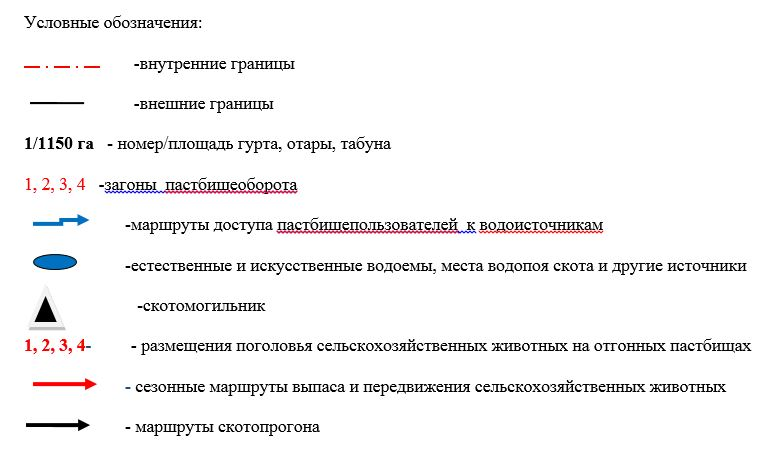 Условные обозначения:
-внутренние границы
-внешние границы
1/1150 га - номер/площадь гурта, отары, табуна
1, 2, 3, 4 -загоны пастбищеоборота
-маршруты доступа пастбищепользователей к водоисточникам
-естественные и искусственные водоемы, места водопоя скота и другие источники
-скотомогильник
1, 2, 3, 4- - размещения поголовья сельскохозяйственных животных на отгонных пастбищах
- сезонные маршруты выпаса и передвижения сельскохозяйственных животных
- маршруты скотопрогона